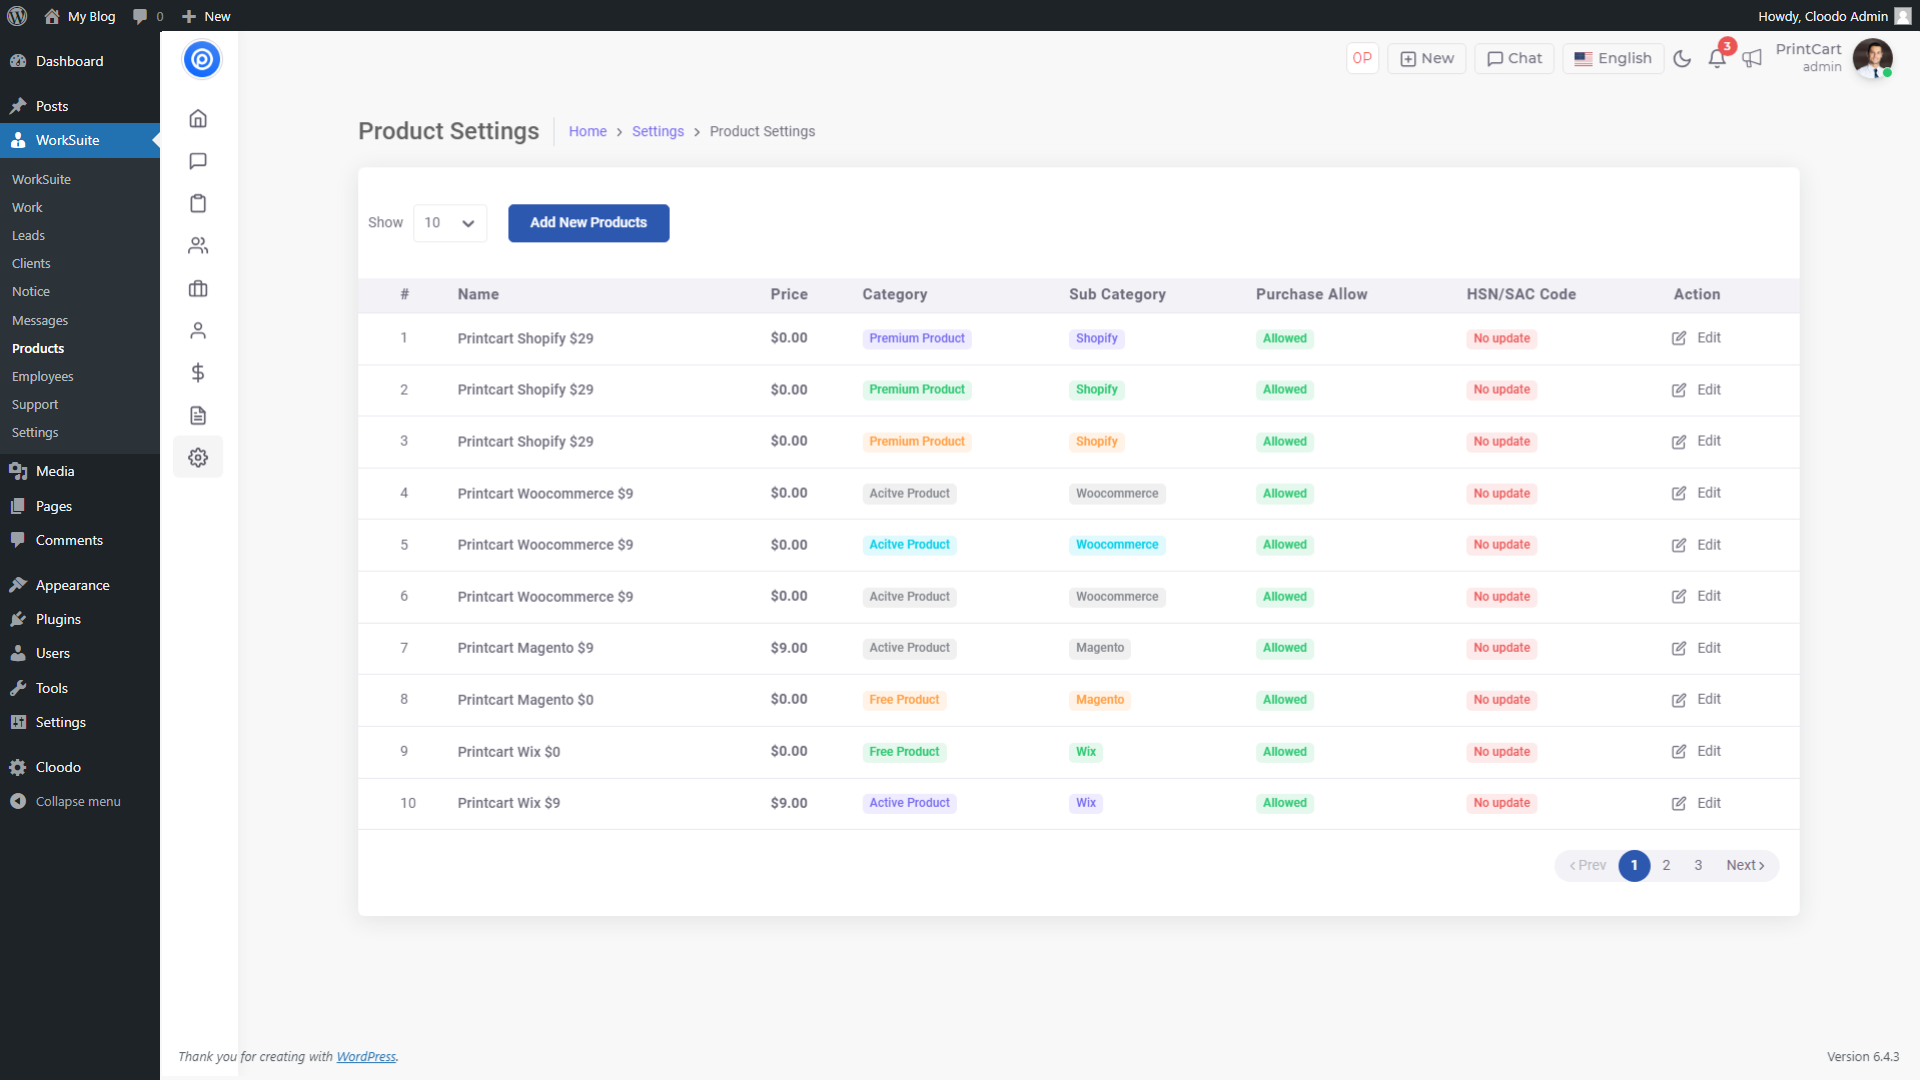 My Blog 0 New Howdy, Cloodo Admin
Dashboard
Posts
WorkSuite
WorkSuite
Work
Leads
Clients
Notice
Messages
Products
Employees
Support
Settings
Media
Pages
Comments
Appearance
Plugins
Users
Tools
Settings
Cloodo
Collapse menu
OP New Chat English 3 PrintCart
admin
Product Settings Home > Settings > Product Settings
Show 10 Add New Products
# Name Price Category Sub Category Purchase Allow HSN/SAC Code Action
1 Printcart Shopify $29 $0.00 Premium Product Shopify Allowed No update Edit
2 Printcart Shopify $29 $0.00 Premium Product Shopify Allowed No update Edit
3 Printcart Shopify $29 $0.00 Premium Product Shopify Allowed No update Edit
4 Printcart Woocommerce $9 $0.00 Acitve Product Woocommerce Allowed No update Edit
5 Printcart Woocommerce $9 $0.00 Acitve Product Woocommerce Allowed No update Edit
6 Printcart Woocommerce $9 $0.00 Acitve Product Woocommerce Allowed No update Edit
7 Printcart Magento $9 $9.00 Active Product Magento Allowed No update Edit
8 Printcart Magento $0 $0.00 Free Product Magento Allowed No update Edit
9 Printcart Wix $0 $0.00 Free Product Wix Allowed No update Edit
10 Printcart Wix $9 $9.00 Active Product Wix Allowed No update Edit
‹ Prev 1 2 3 Next ›
Thank you for creating with WordPress. Version 6.4.3